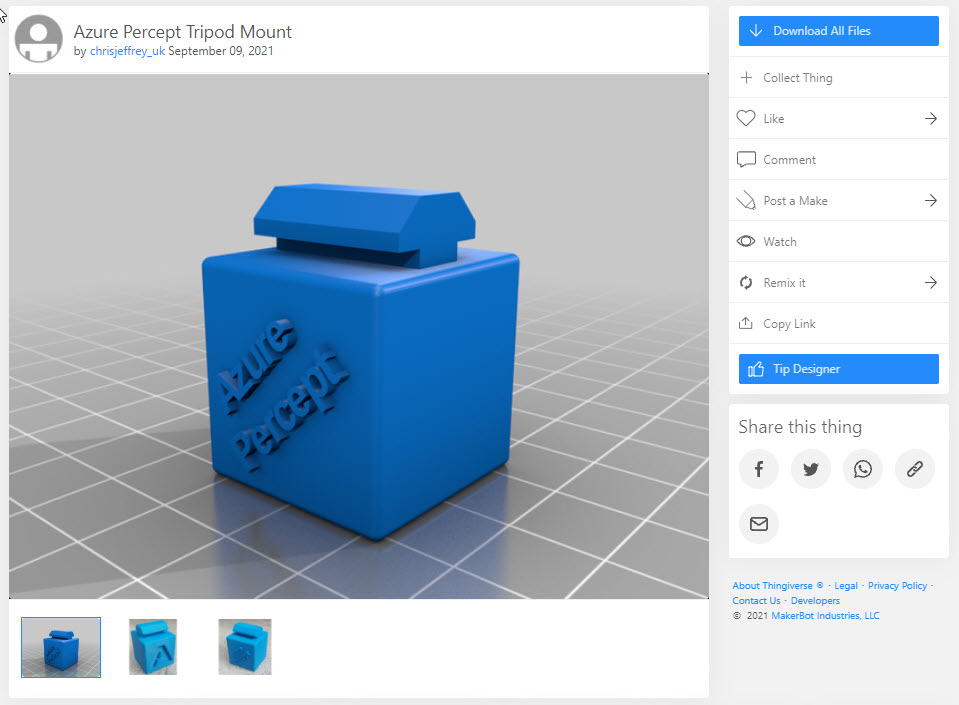 Azure Percept Tripod Mount
by chrisjeffrey_uk September 09, 2021
Azure
Percept
Download All Files
Collect Thing
Like
Comment
Post a Make
Watch
Remix it
Copy Link
Tip Designer
Share this thing
About Thingiverse ® · Legal · Privacy Policy ·
Contact Us · Developers
© 2021 MakerBot Industries, LLC